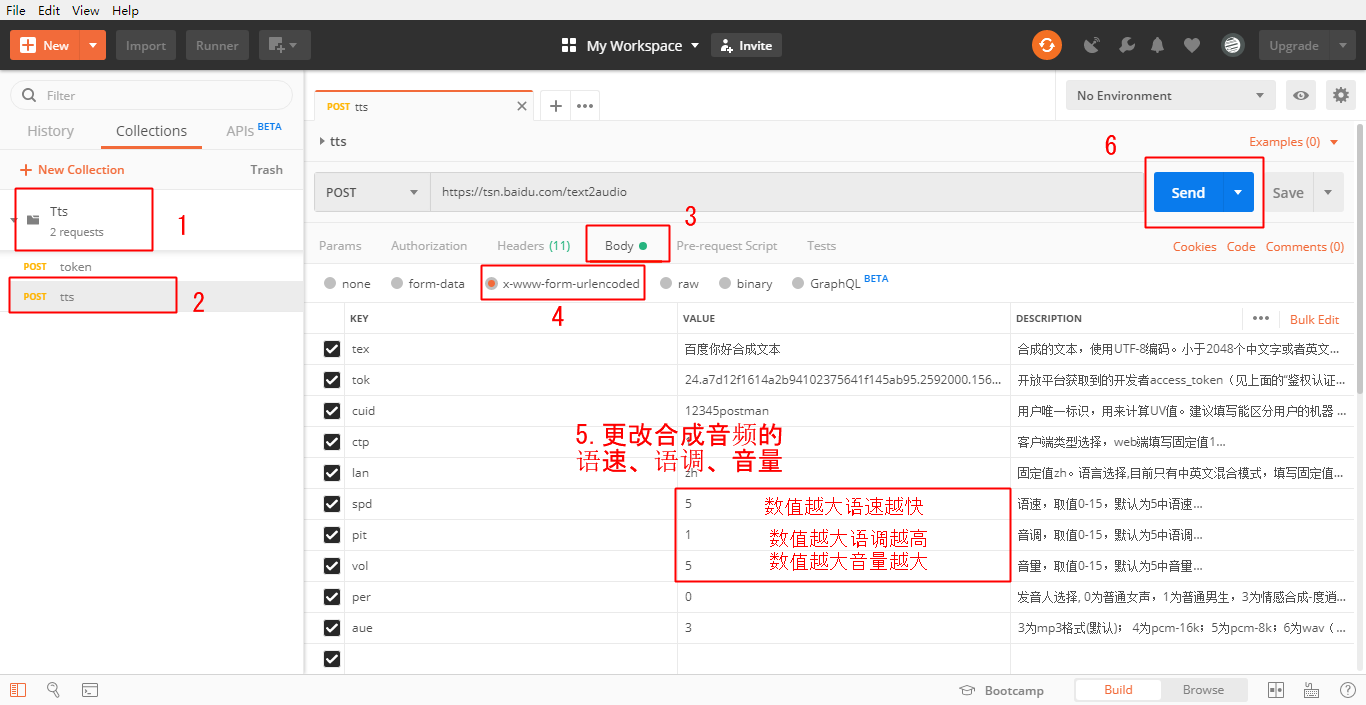 File Edit View Help
New Import Runner My Workspace Invite Upgrade
Filter
History Collections APIs BETA
New Collection Trash
Tts
2 requests
1
POST token
POST tts
2
POST tts
No Environment
tts
Examples (0)
6
POST https://tsn.baidu.com/text2audio Send Save
3
Params Authorization Headers (11) Body Pre-request Script Tests Cookies Code Comments (0)
none form-data x-www-form-urlencoded raw binary GraphQL BETA
4
KEY VALUE DESCRIPTION Bulk Edit
tex 百度你好合成文本 合成的文本，使用UTF-8编码。小于2048个中文字或者英文...
tok 24.a7d12f1614a2b94102375641f145ab95.2592000.156... 开放平台获取到的开发者access_token（见上面的“鉴权认证...
cuid 12345postman 用户唯一标识，用来计算UV值。建议填写能区分用户的机器 ...
ctp 客户端类型选择，web端填写固定值1...
5. 更改合成音频的
语速、语调、音量
lan zh 固定值zh。语言选择,目前只有中英文混合模式，填写固定值...
spd 5 数值越大语速越快 语速，取值0-15，默认为5中语速...
pit 1 数值越大语调越高 音调，取值0-15，默认为5中语调...
vol 5 数值越大音量越大 音量，取值0-15，默认为5中音量...
per 0 发音人选择, 0为普通女声，1为普通男生，3为情感合成-度逍...
aue 3 3为mp3格式(默认)； 4为pcm-16k；5为pcm-8k；6为wav（...
Bootcamp Build Browse